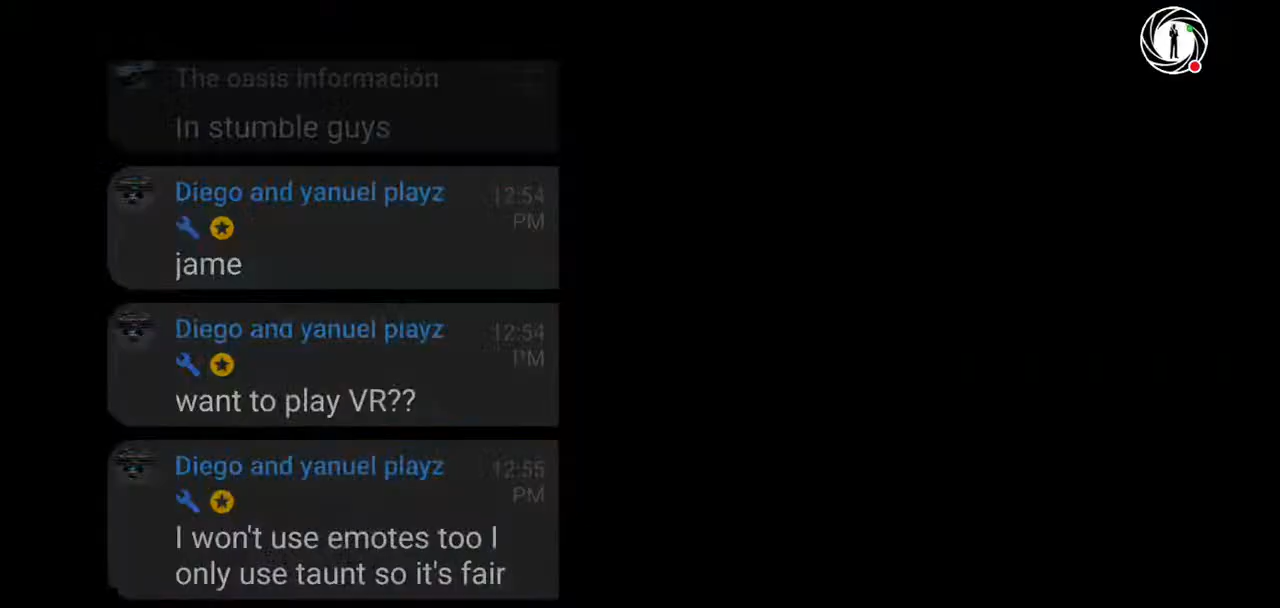 The oasis información
In stumble guys
Diego and yanuel playz
12:54
PM
jame
Diego and yanuel playz
12:54
PM
want to play VR??
Diego and yanuel playz
12:55
PM
I won't use emotes too I
only use taunt so it's fair